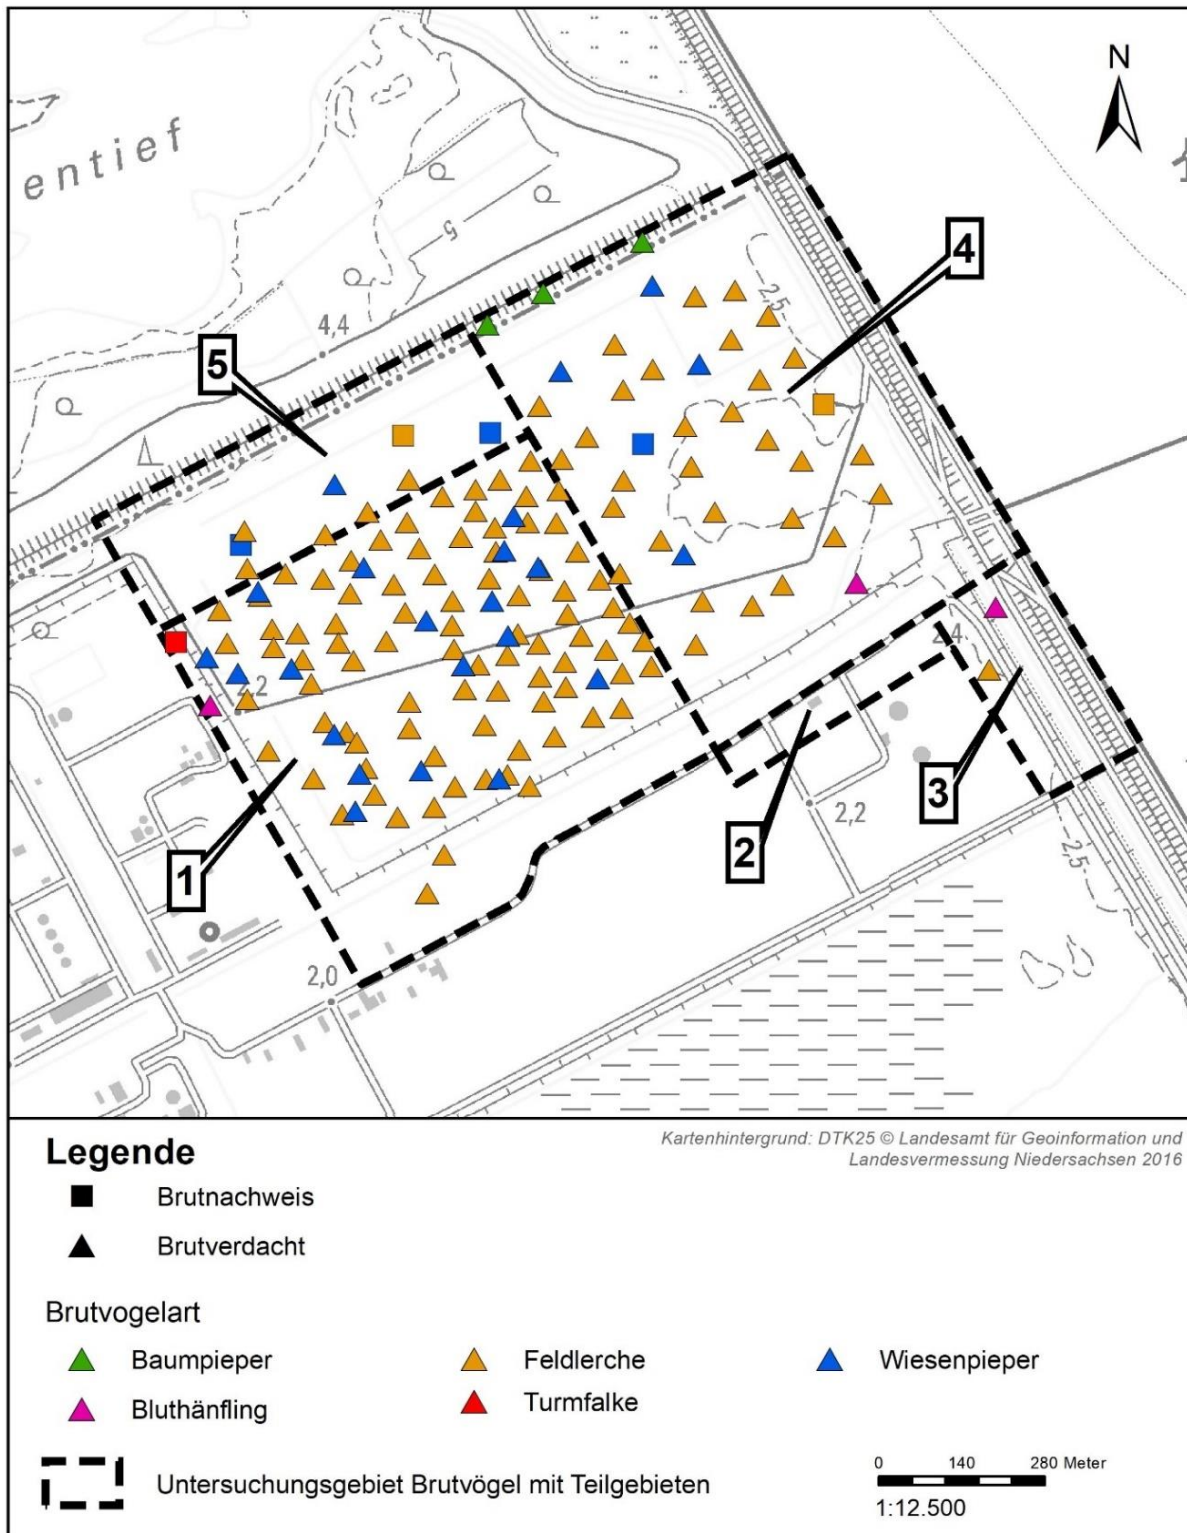 N
entief
4
2,5
5
4,4
5
2,4
2,2
3
2
2,2
1
2,5
2,0
Legende
Kartenhintergrund: DTK25 © Landesamt für Geoinformation und
Landesvermessung Niedersachsen 2016
Brutnachweis
Brutverdacht
Brutvogelart
Baumpieper
Feldlerche
Wiesenpieper
Bluthänfling
Turmfalke
Untersuchungsgebiet Brutvögel mit Teilgebieten
0 140 280 Meter
1:12.500